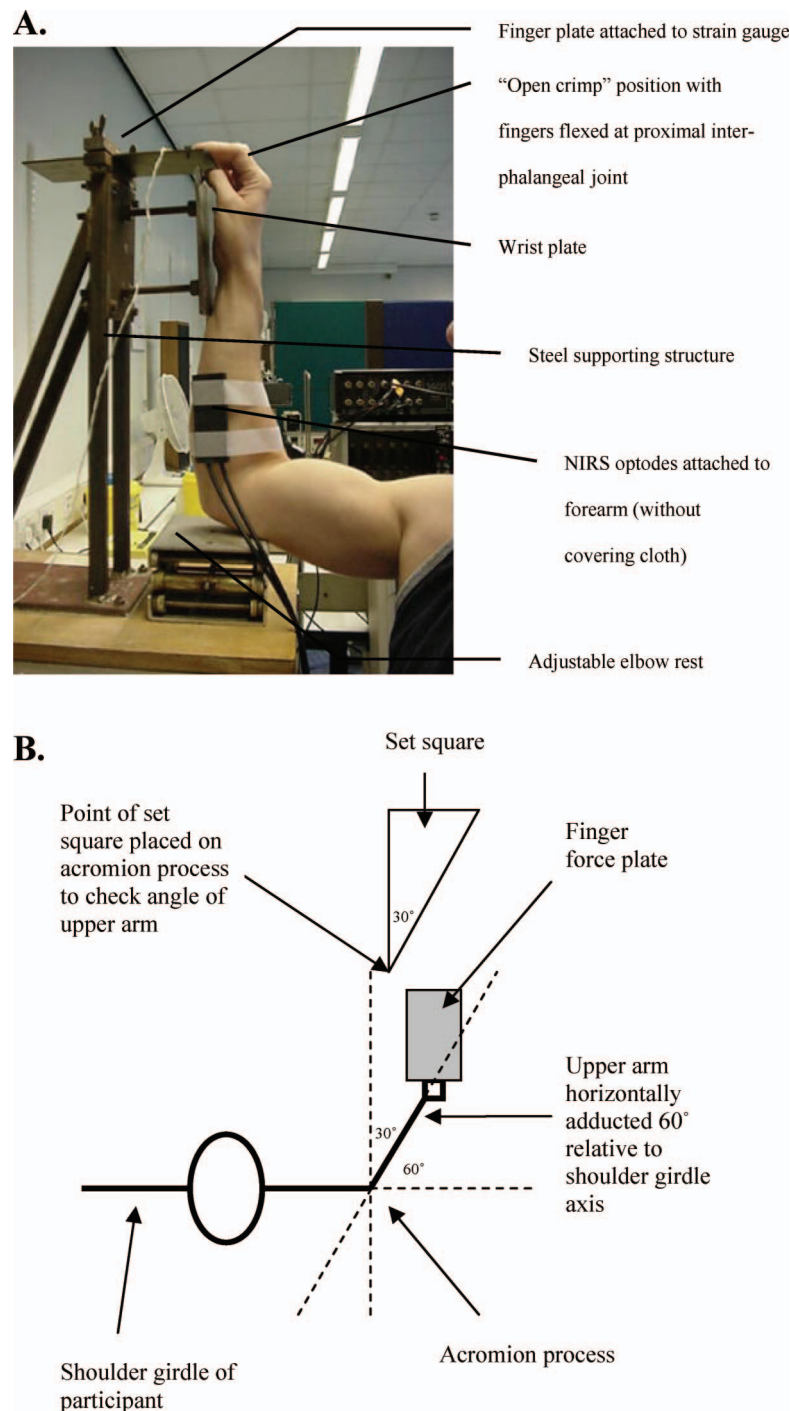 A.
Finger plate attached to strain gauge
“Open crimp” position with
fingers flexed at proximal inter-
phalangeal joint
Wrist plate
Steel supporting structure
NIRS optodes attached to
forearm (without
covering cloth)
Adjustable elbow rest
B.
Set square
Point of set
square placed on
acromion process
to check angle of
upper arm
Finger
force plate
30˚
Upper arm
horizontally
adducted 60˚
relative to
shoulder girdle
axis
30˚
60˚
Acromion process
Shoulder girdle of
participant